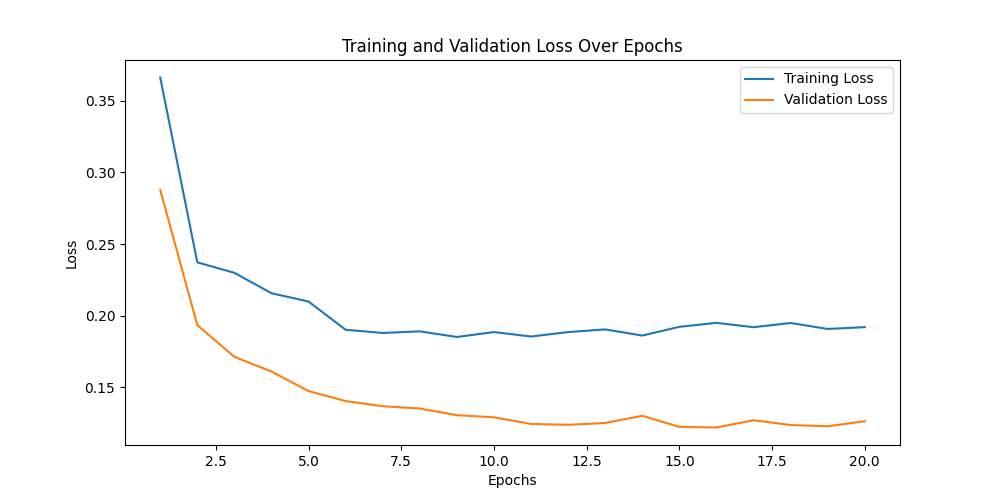 Training and Validation Loss Over Epochs
Training Loss
Validation Loss
0.35
0.30
0.25
0.20
0.15
Loss
2.5 5.0 7.5 10.0 12.5 15.0 17.5 20.0
Epochs